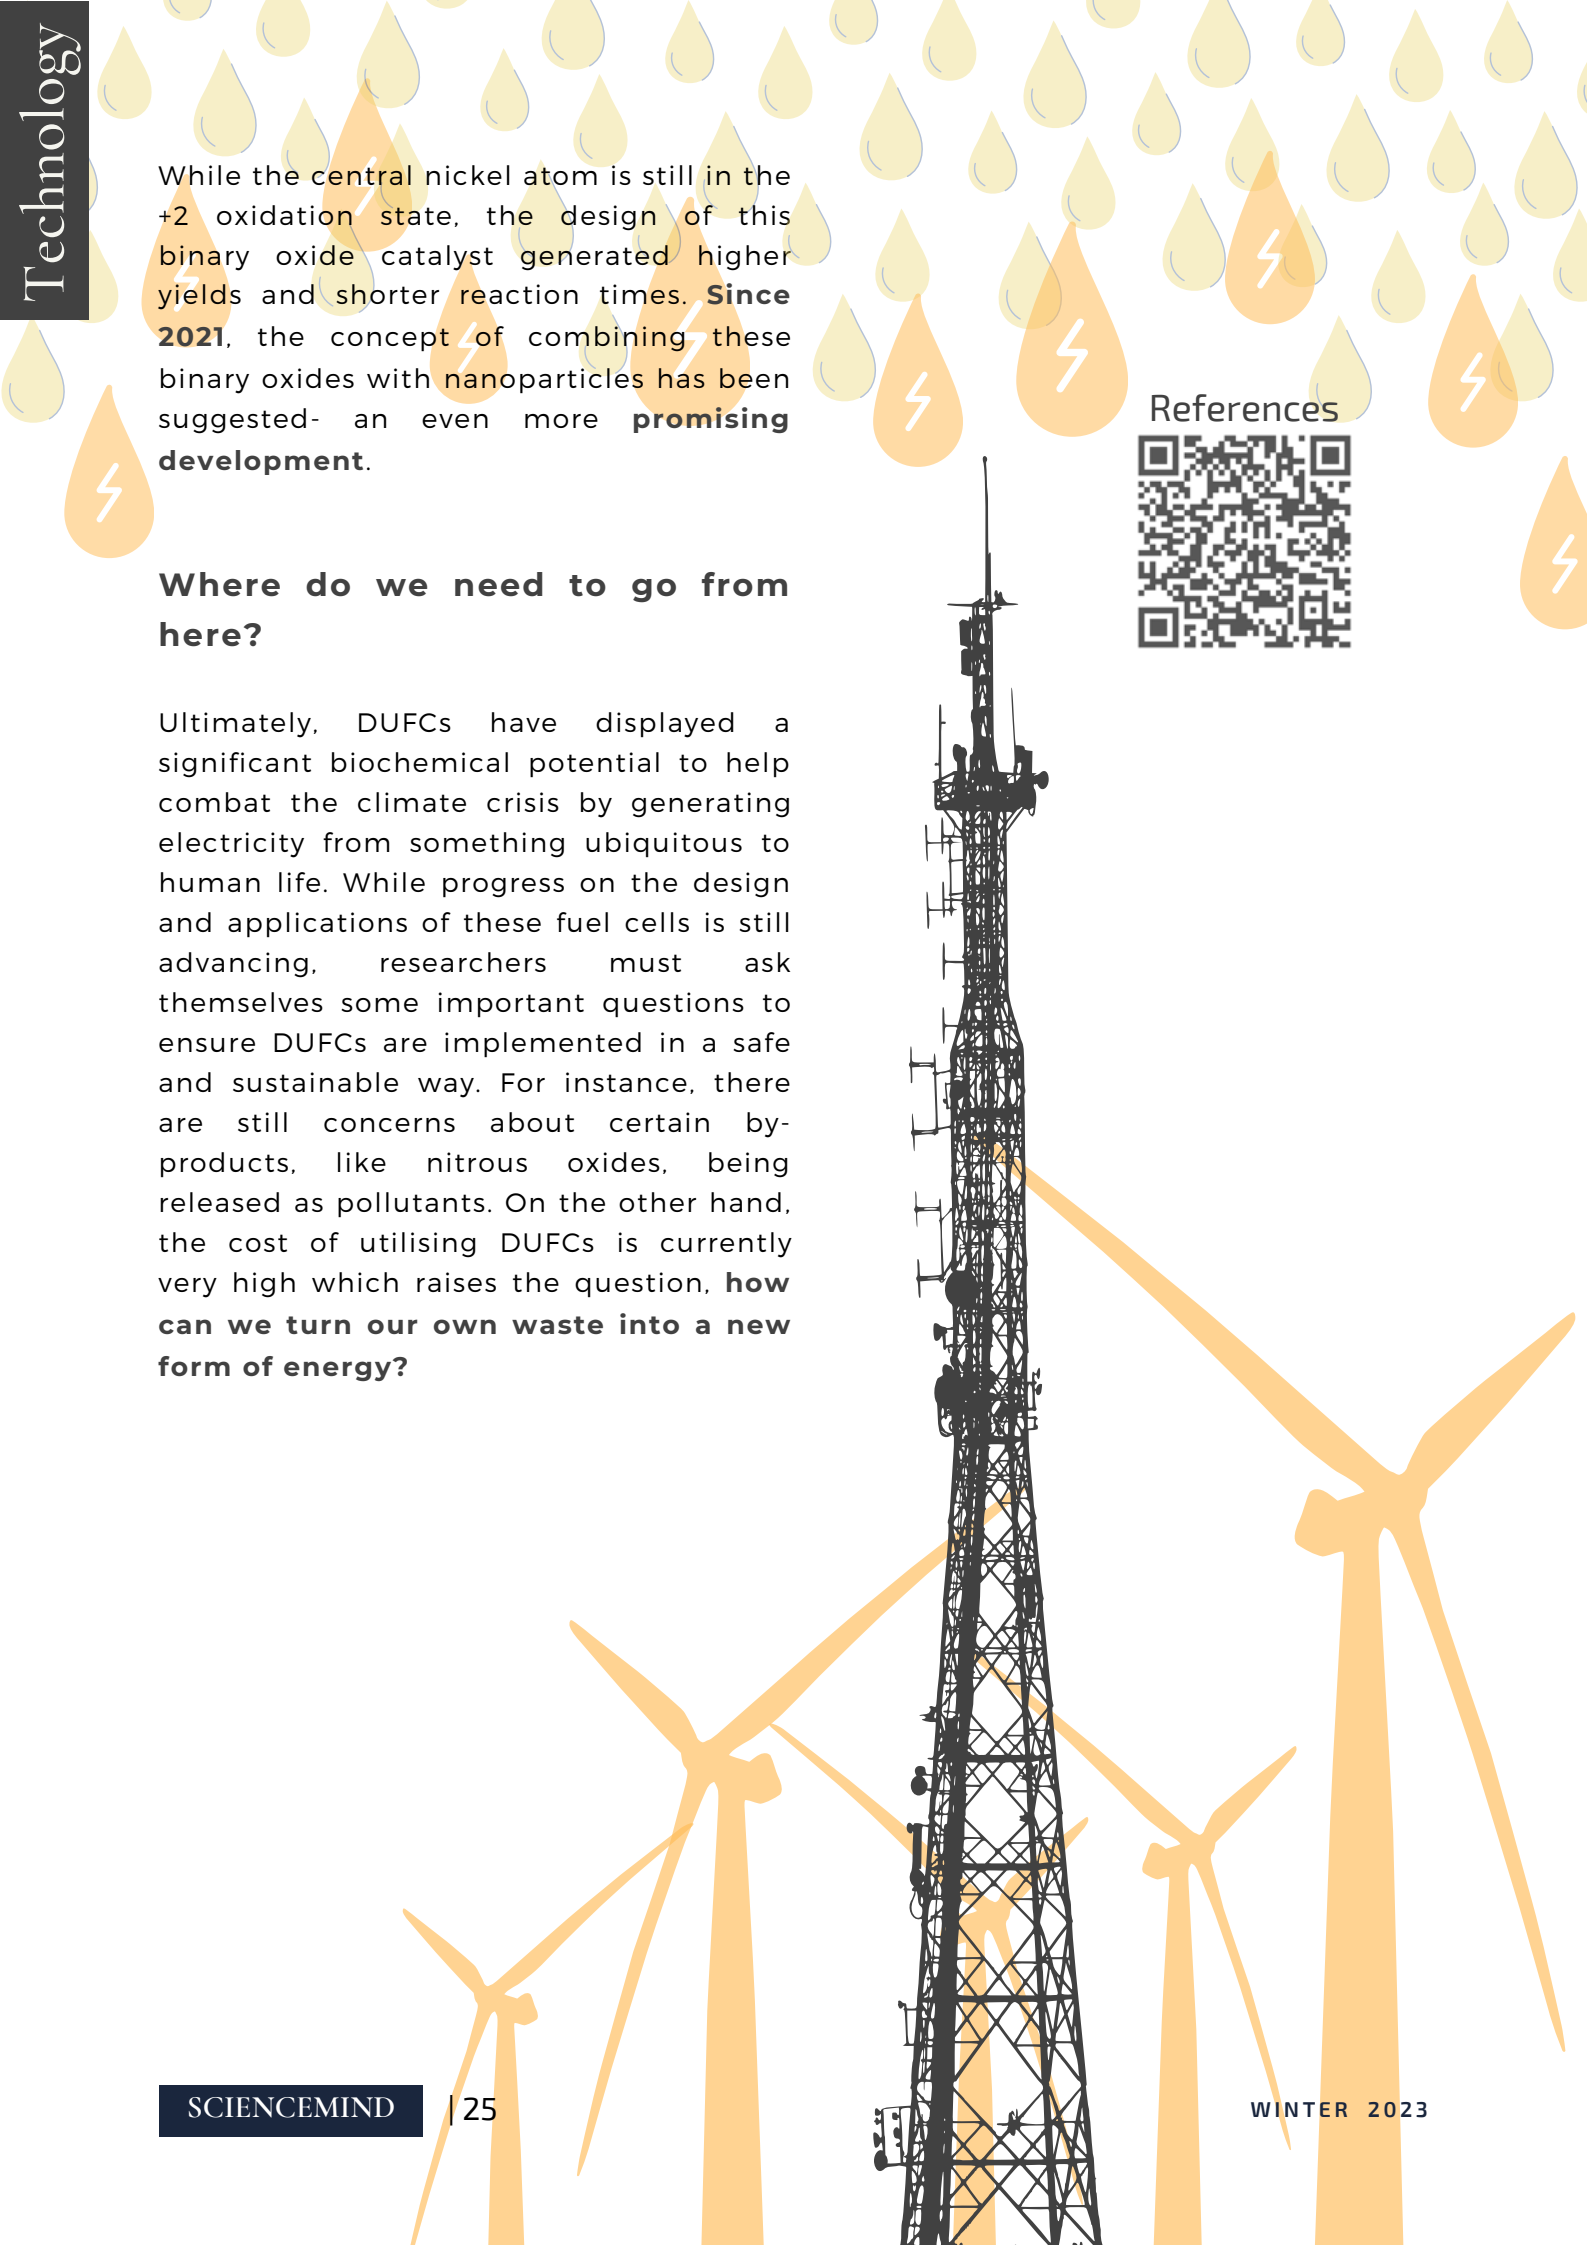 Technology
While the central nickel atom is still in the
+2 oxidation state, the design of this
binary oxide catalyst generated higher
yields and shorter reaction times. Since
2021, the concept of combining these
binary oxides with nanoparticles has been
suggested- an even more promising
development.
References
Where do we need to go from
here?
Ultimately, DUFCs have displayed a
significant biochemical potential to help
combat the climate crisis by generating
electricity from something ubiquitous to
human life. While progress on the design
and applications of these fuel cells is still
advancing, researchers must ask
themselves some important questions to
ensure DUFCs are implemented in a safe
and sustainable way. For instance, there
are still concerns about certain by-
products, like nitrous oxides, being
released as pollutants. On the other hand,
the cost of utilising DUFCs is currently
very high which raises the question, how
can we turn our own waste into a new
form of energy?
SCIENCEMIND | 25
WINTER 2023